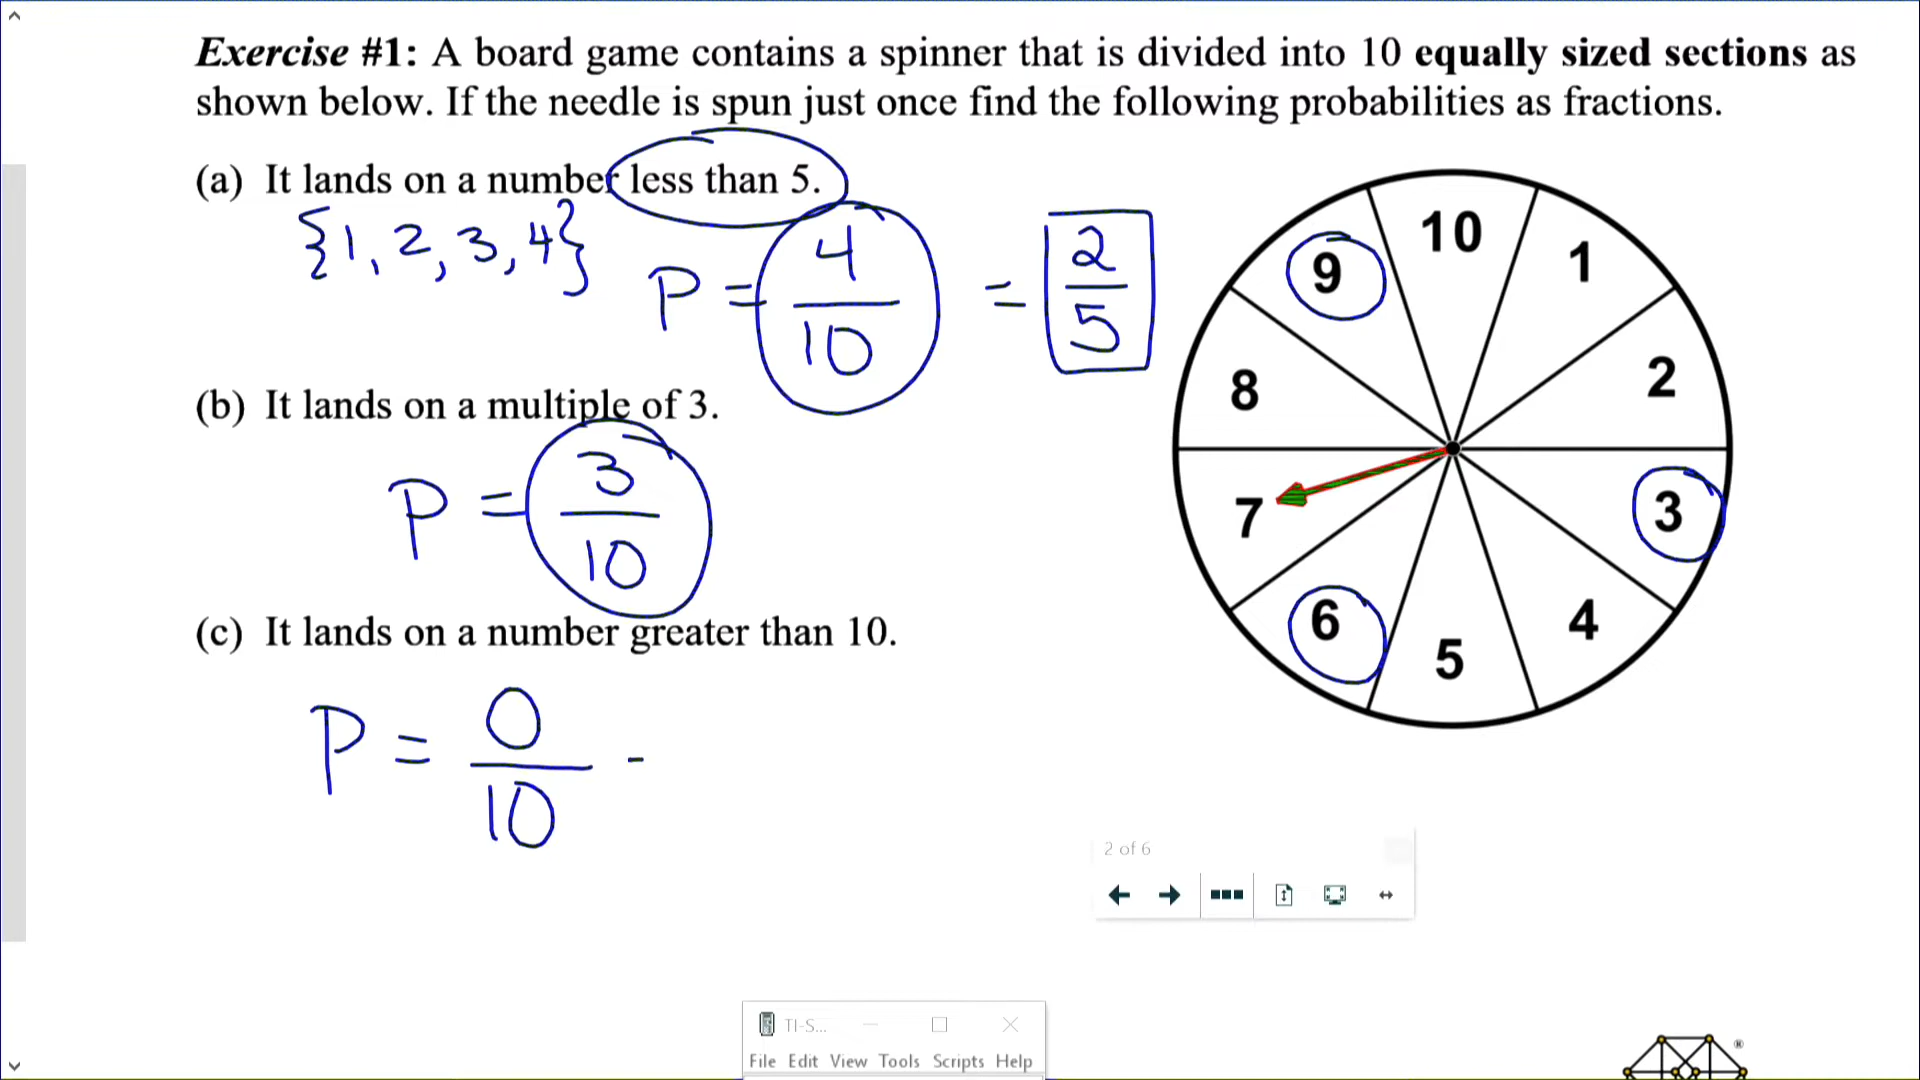 Exercise #1: A board game contains a spinner that is divided into 10 equally sized sections as
shown below. If the needle is spun just once find the following probabilities as fractions.
(a) It lands on a number less than 5.
{1, 2, 3, 4}
P = 4/10 = 2/5
(b) It lands on a multiple of 3.
P = 3/10
(c) It lands on a number greater than 10.
P = 0/10 -
10
1
2
3
4
5
6
7
8
9
2 of 6
TI-S...
File Edit View Tools Scripts Help
®